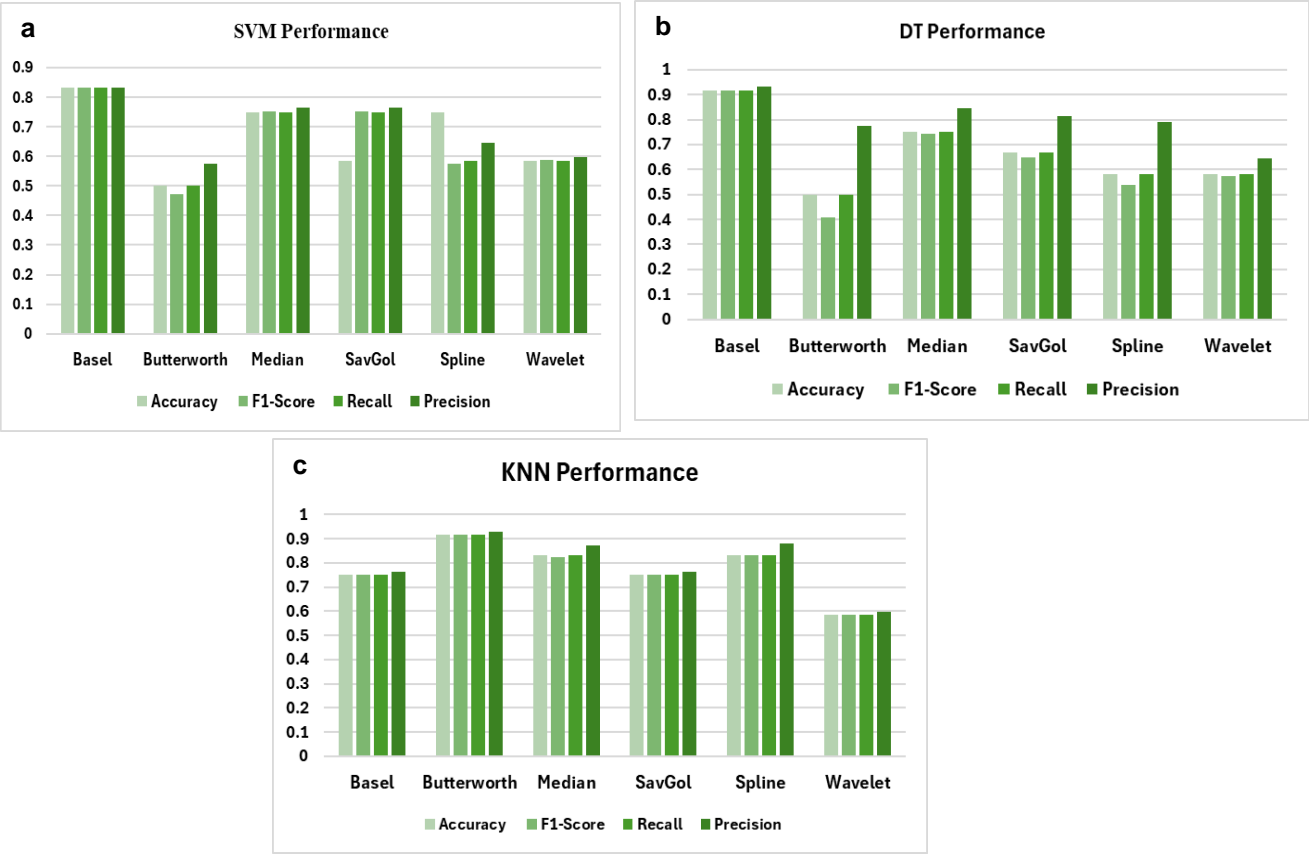 a
SVM Performance
0.9
0.8
0.7
0.6
0.5
0.4
0.3
0.2
0.1
0
Basel Butterworth Median SavGol Spline Wavelet
Accuracy F1-Score Recall Precision
b
DT Performance
1
0.9
0.8
0.7
0.6
0.5
0.4
0.3
0.2
0.1
0
Basel Butterworth Median SavGol Spline Wavelet
Accuracy F1-Score Recall Precision
c
KNN Performance
1
0.9
0.8
0.7
0.6
0.5
0.4
0.3
0.2
0.1
0
Basel Butterworth Median SavGol Spline Wavelet
Accuracy F1-Score Recall Precision